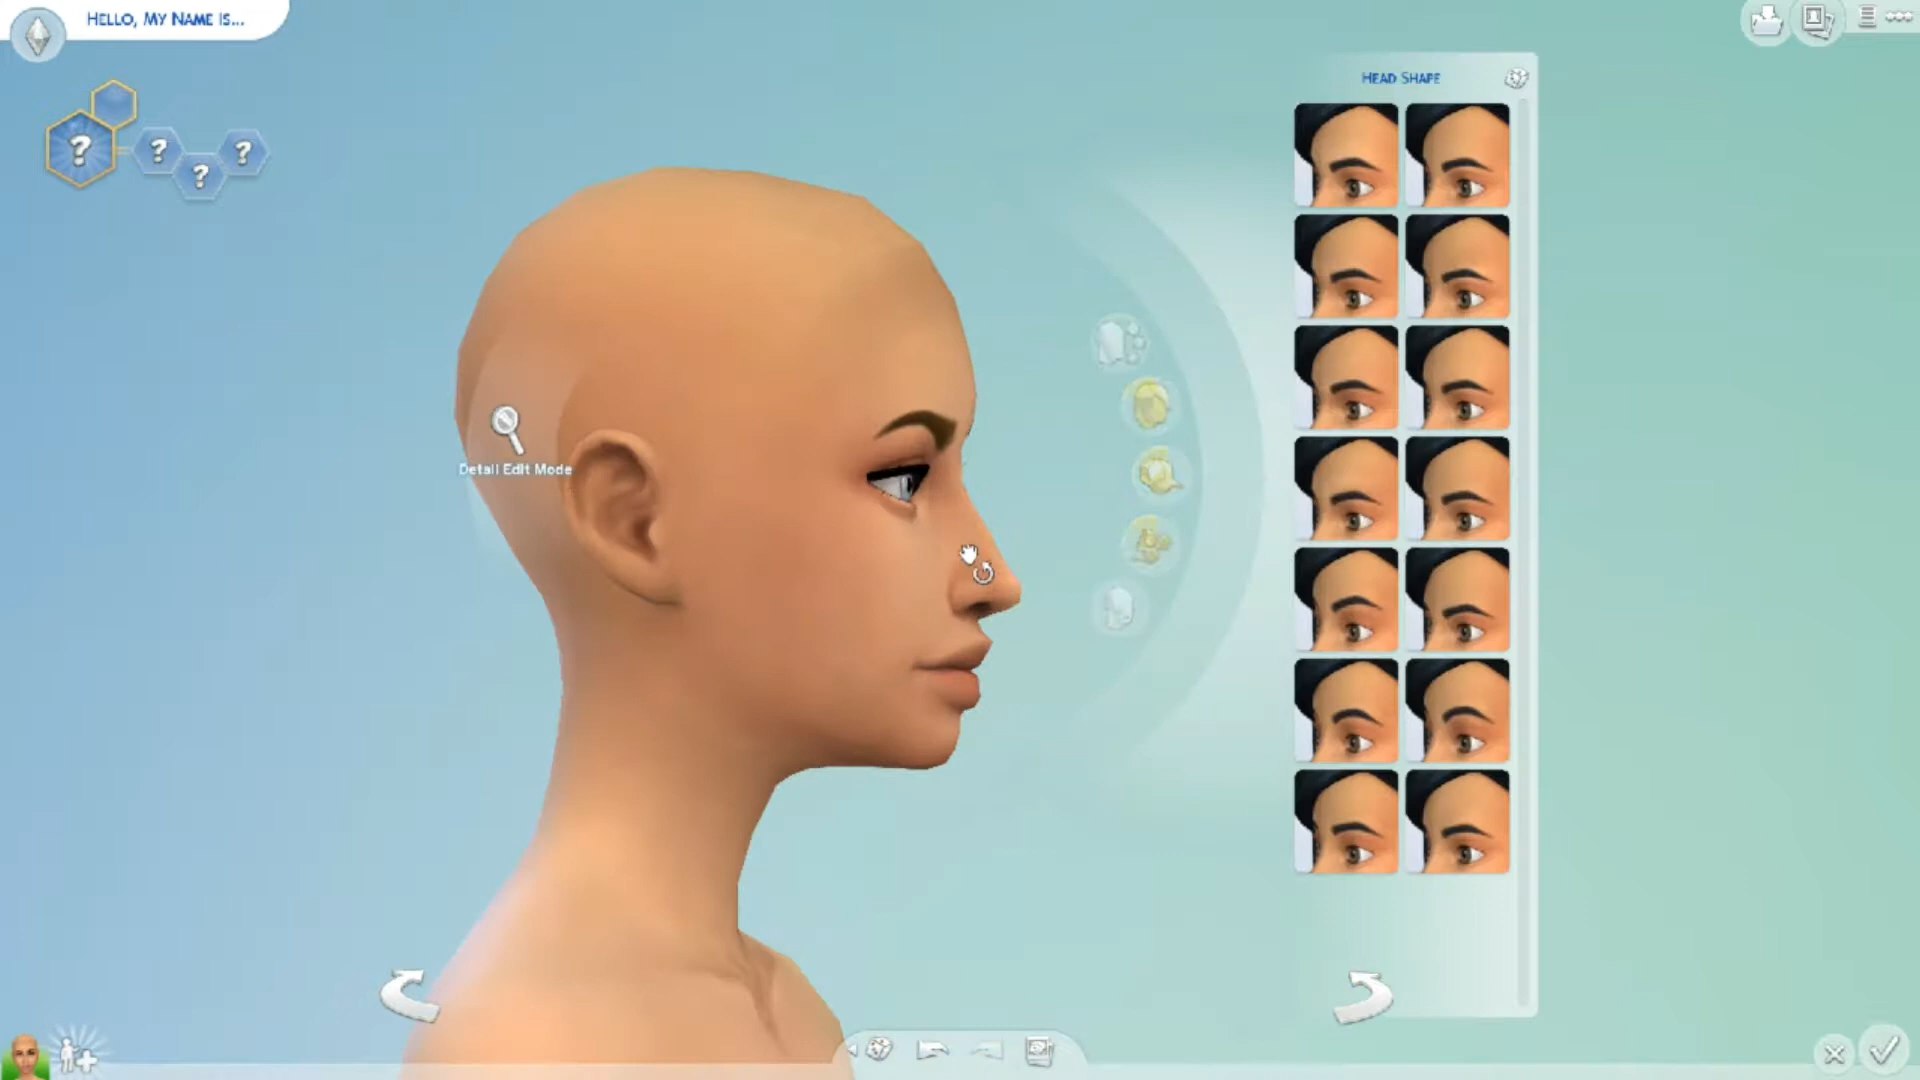 Hello, My Name Is...
Head Shape
?
? ? ?
Detail Edit Mode